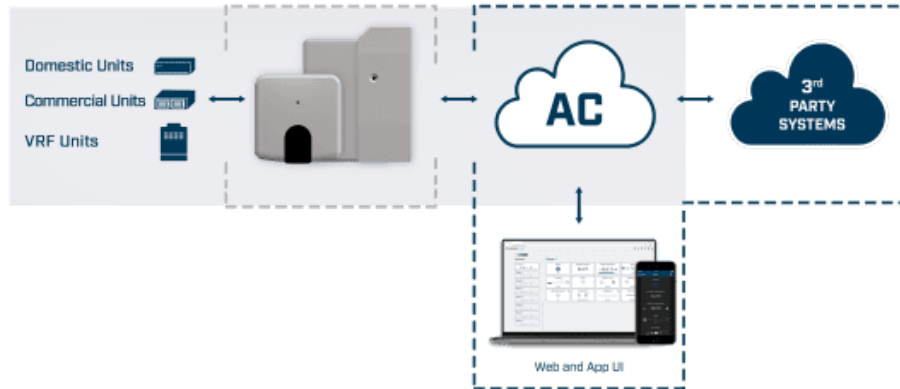 Domestic Units
Commercial Units
VRF Units
AC
3rd
PARTY
SYSTEMS
Web and App UI